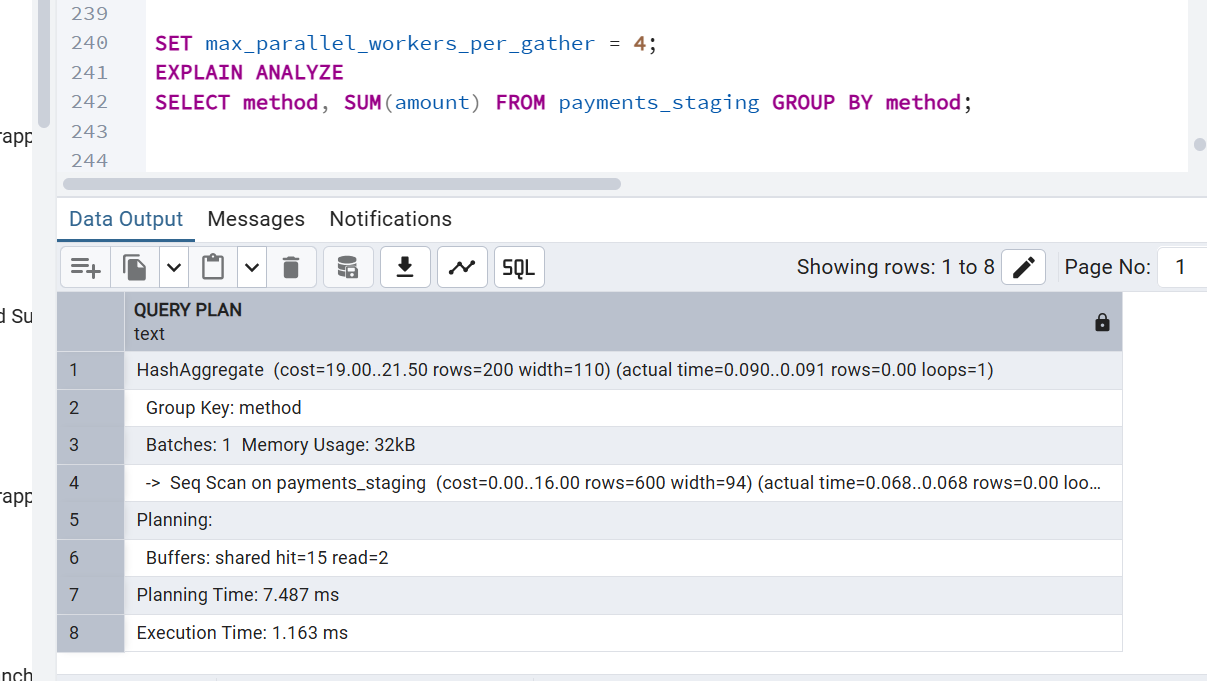 239
240 SET max_parallel_workers_per_gather = 4;
241 EXPLAIN ANALYZE
242 SELECT method, SUM(amount) FROM payments_staging GROUP BY method;
243
244
rapp
d Su
rapp
nch
Data Output Messages Notifications
SQL Showing rows: 1 to 8 Page No: 1
QUERY PLAN
text
1 HashAggregate (cost=19.00..21.50 rows=200 width=110) (actual time=0.090..0.091 rows=0.00 loops=1)
2 Group Key: method
3 Batches: 1 Memory Usage: 32kB
4 -> Seq Scan on payments_staging (cost=0.00..16.00 rows=600 width=94) (actual time=0.068..0.068 rows=0.00 loo…
5 Planning:
6 Buffers: shared hit=15 read=2
7 Planning Time: 7.487 ms
8 Execution Time: 1.163 ms